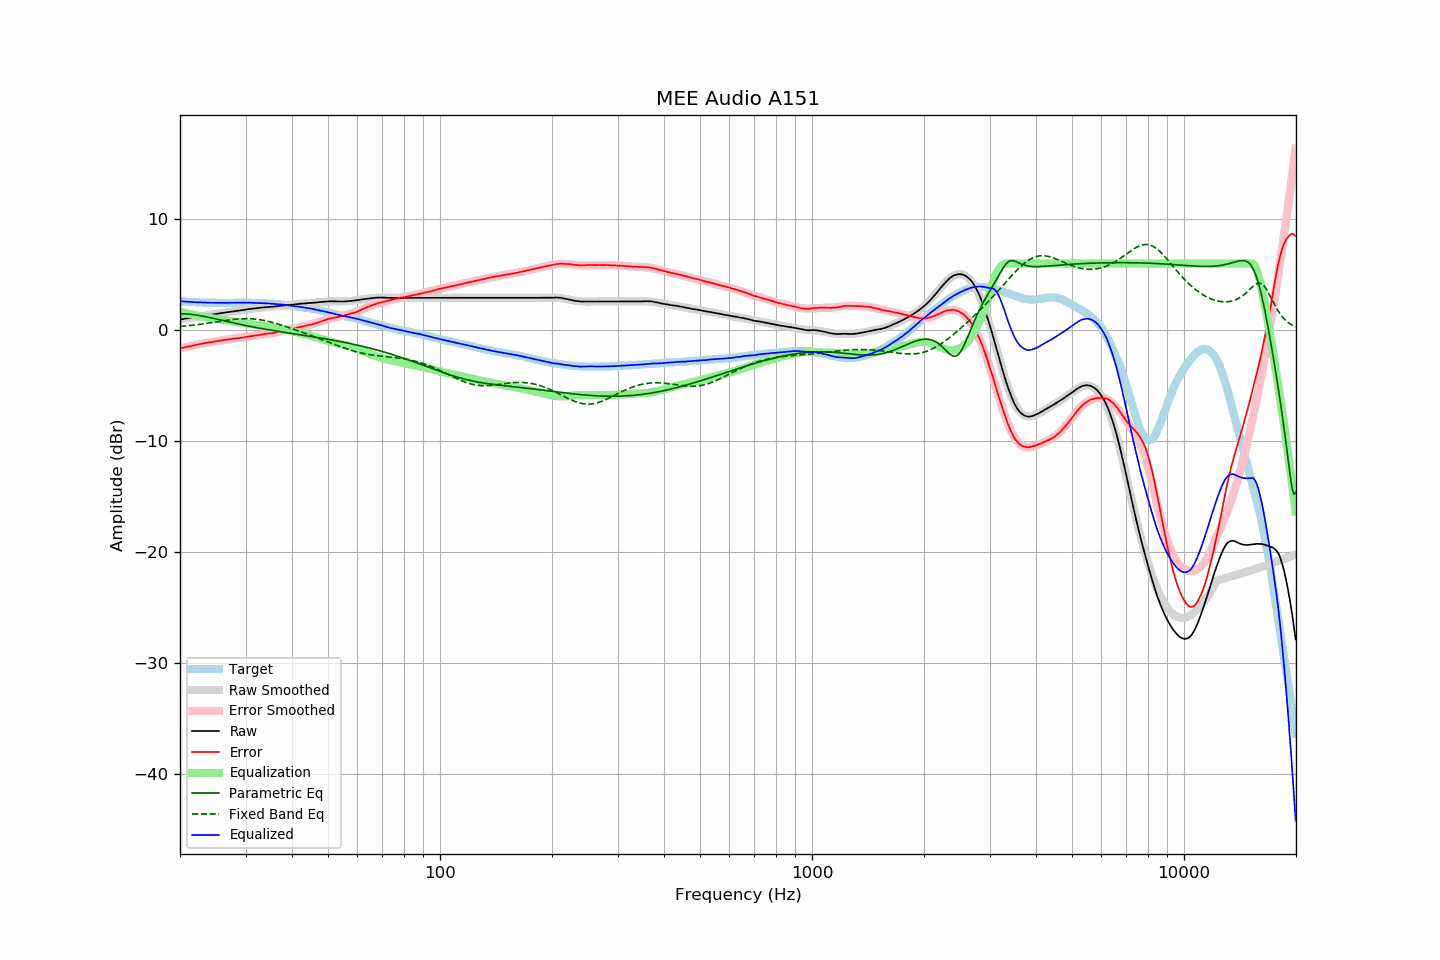 MEE Audio A151
Amplitude (dBr)
10
0
−10
−20
−30
−40
Target
Raw Smoothed
Error Smoothed
Raw
Error
Equalization
Parametric Eq
Fixed Band Eq
Equalized
100 1000 10000
Frequency (Hz)